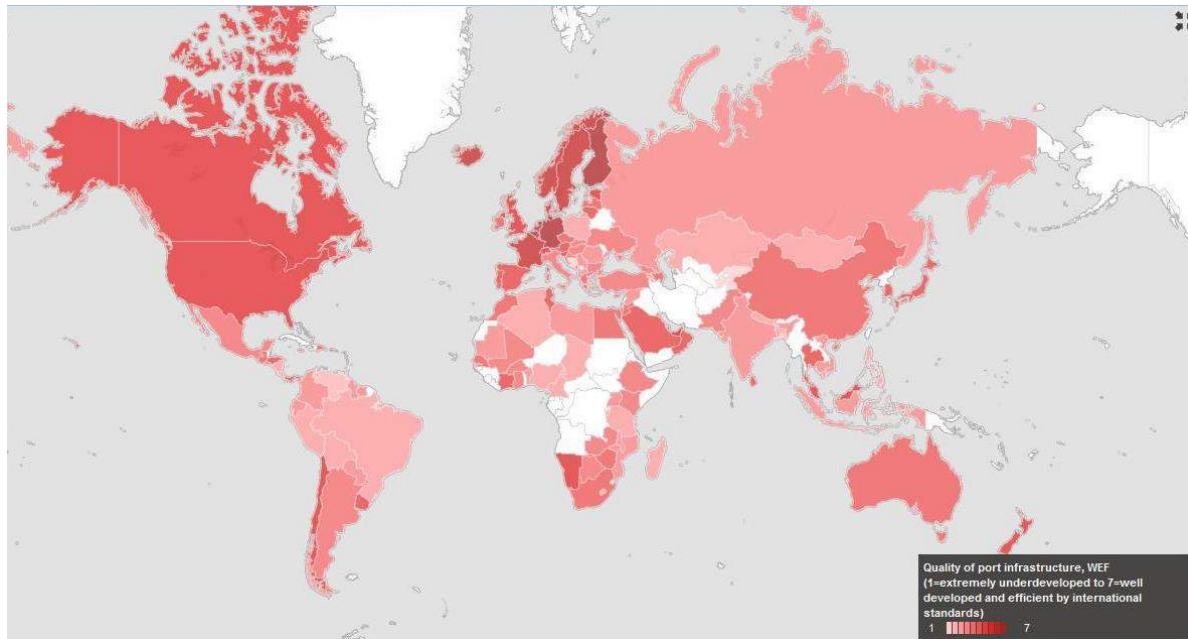 Quality of port infrastructure, WEF
(1=extremely underdeveloped to 7=well
developed and efficient by international
standards)
1 7